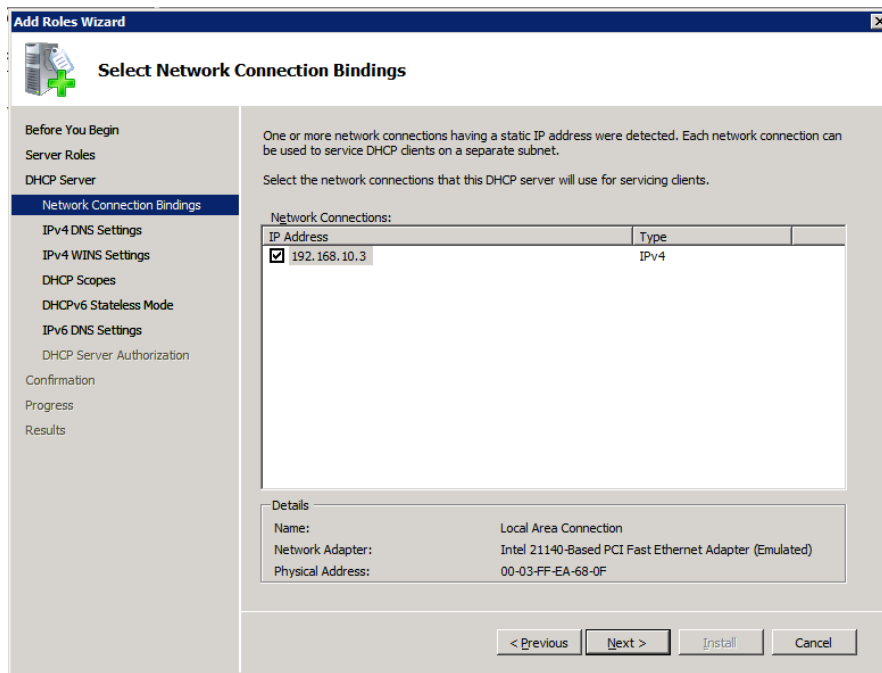 Add Roles Wizard
Select Network Connection Bindings
Before You Begin
Server Roles
DHCP Server
Network Connection Bindings
IPv4 DNS Settings
IPv4 WINS Settings
DHCP Scopes
DHCPv6 Stateless Mode
IPv6 DNS Settings
DHCP Server Authorization
Confirmation
Progress
Results
One or more network connections having a static IP address were detected. Each network connection can
be used to service DHCP clients on a separate subnet.
Select the network connections that this DHCP server will use for servicing clients.
Network Connections:
IP Address Type
192.168.10.3 IPv4
Details
Name: Local Area Connection
Network Adapter: Intel 21140-Based PCI Fast Ethernet Adapter (Emulated)
Physical Address: 00-03-FF-EA-68-0F
< Previous Next > Install Cancel